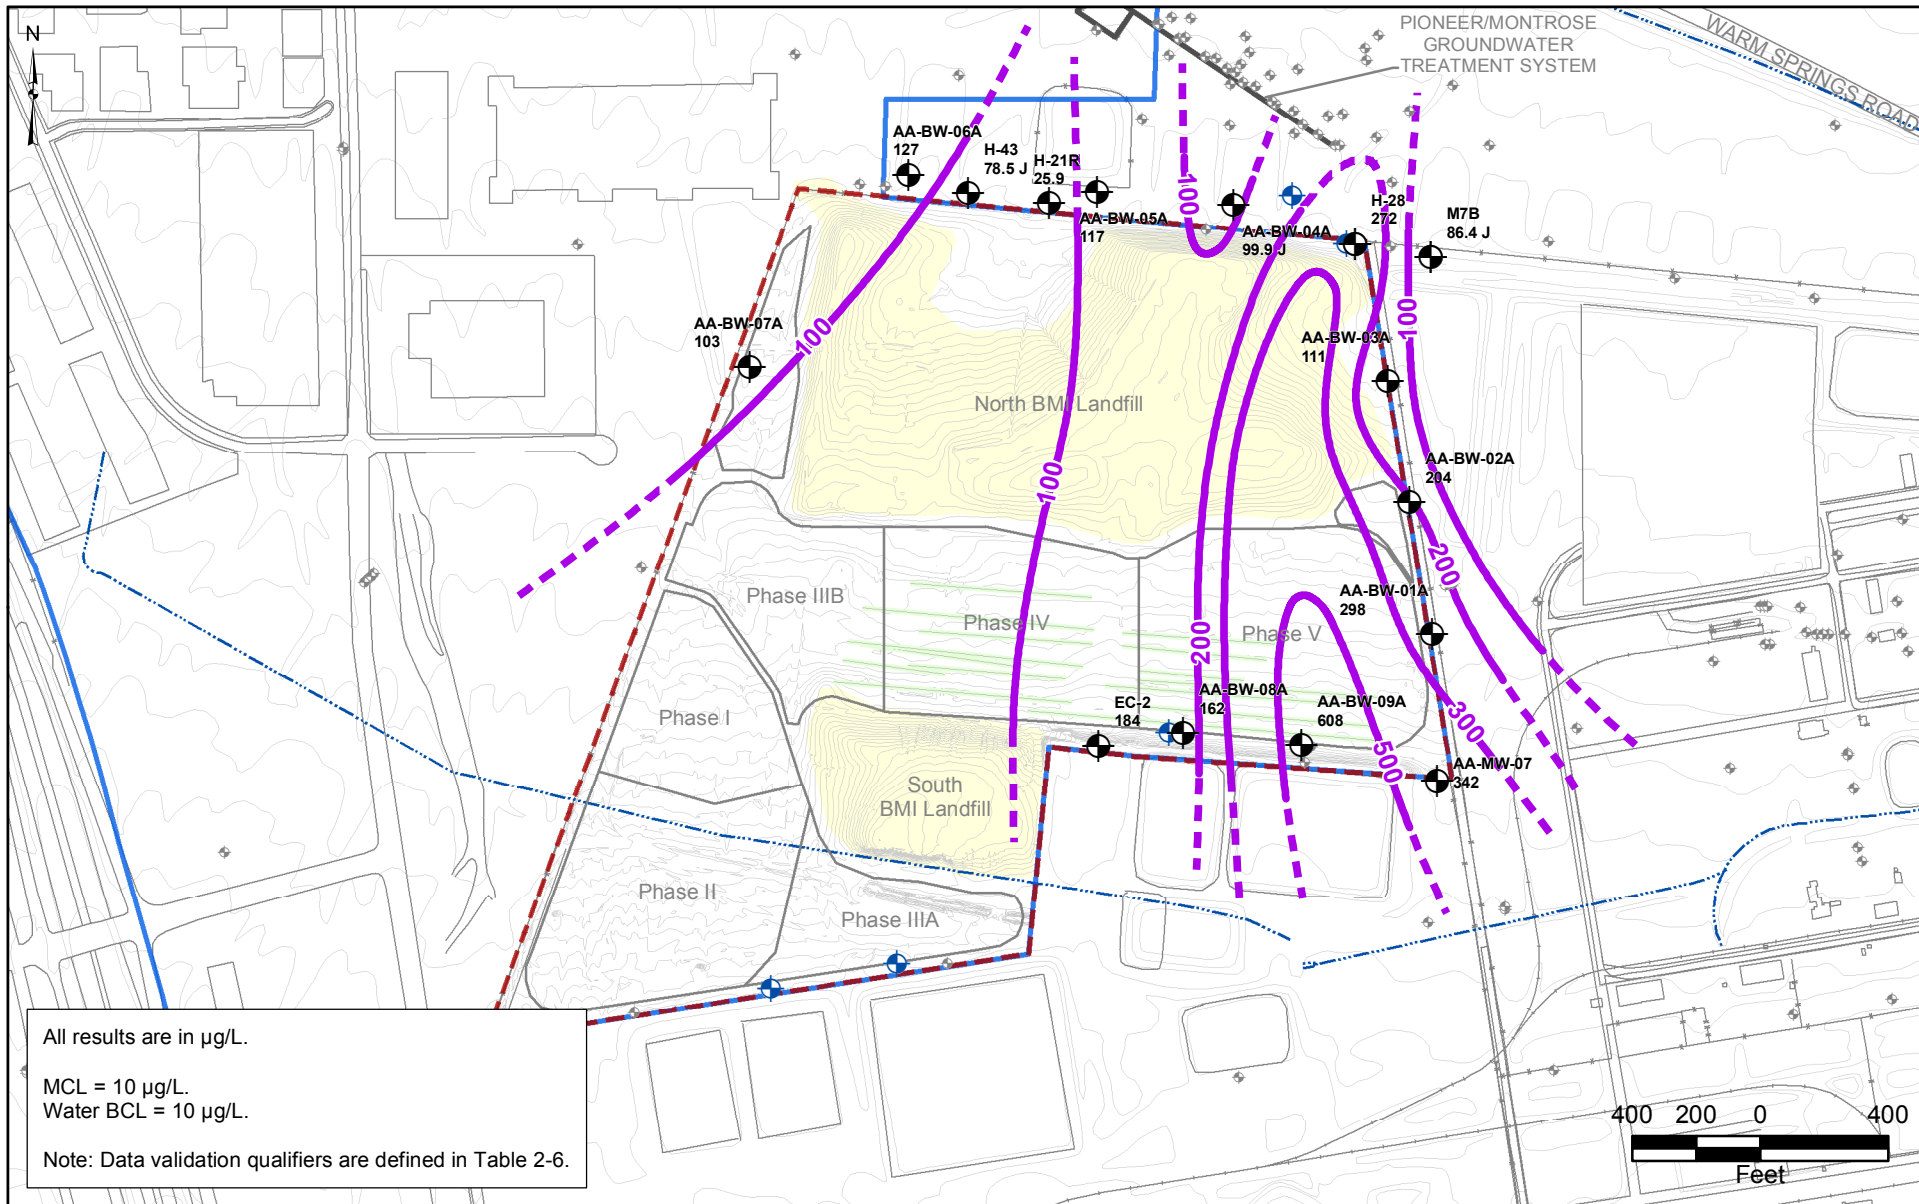 N
PIONEER/MONTROSE
GROUNDWATER
TREATMENT SYSTEM
WARM SPRINGS ROAD
AA-BW-06A
127
H-43
78.5 J
H-21R
25.9
AA-BW-05A
117
100
AA-BW-04A
99.9 J
H-28
272
M7B
86.4 J
AA-BW-07A
103
100
AA-BW-03A
111
100
North BMI Landfill
100
AA-BW-02A
204
200
Phase IIIB
Phase IV
Phase V
AA-BW-01A
298
200
EC-2
184
AA-BW-08A
162
AA-BW-09A
608
300
500
AA-MW-07
342
Phase I
South
BMI Landfill
Phase II
Phase IIIA
All results are in µg/L.
MCL = 10 µg/L.
Water BCL = 10 µg/L.
Note: Data validation qualifiers are defined in Table 2-6.
400 200 0 400
Feet